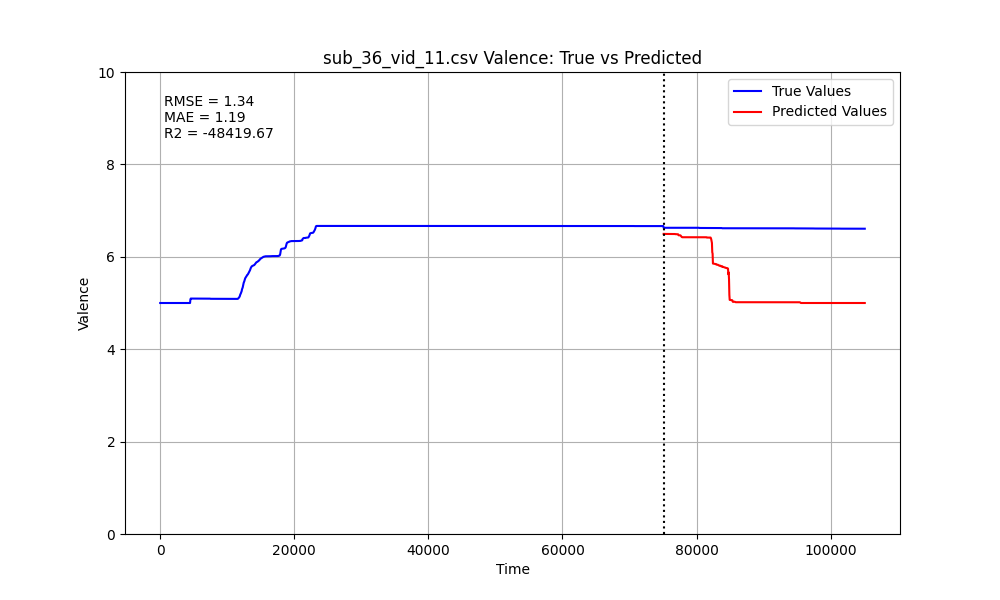 sub_36_vid_11.csv Valence: True vs Predicted
RMSE = 1.34
MAE = 1.19
R2 = -48419.67
True Values
Predicted Values
10
8
6
4
2
0
Valence
0
20000
40000
60000
80000
100000
Time